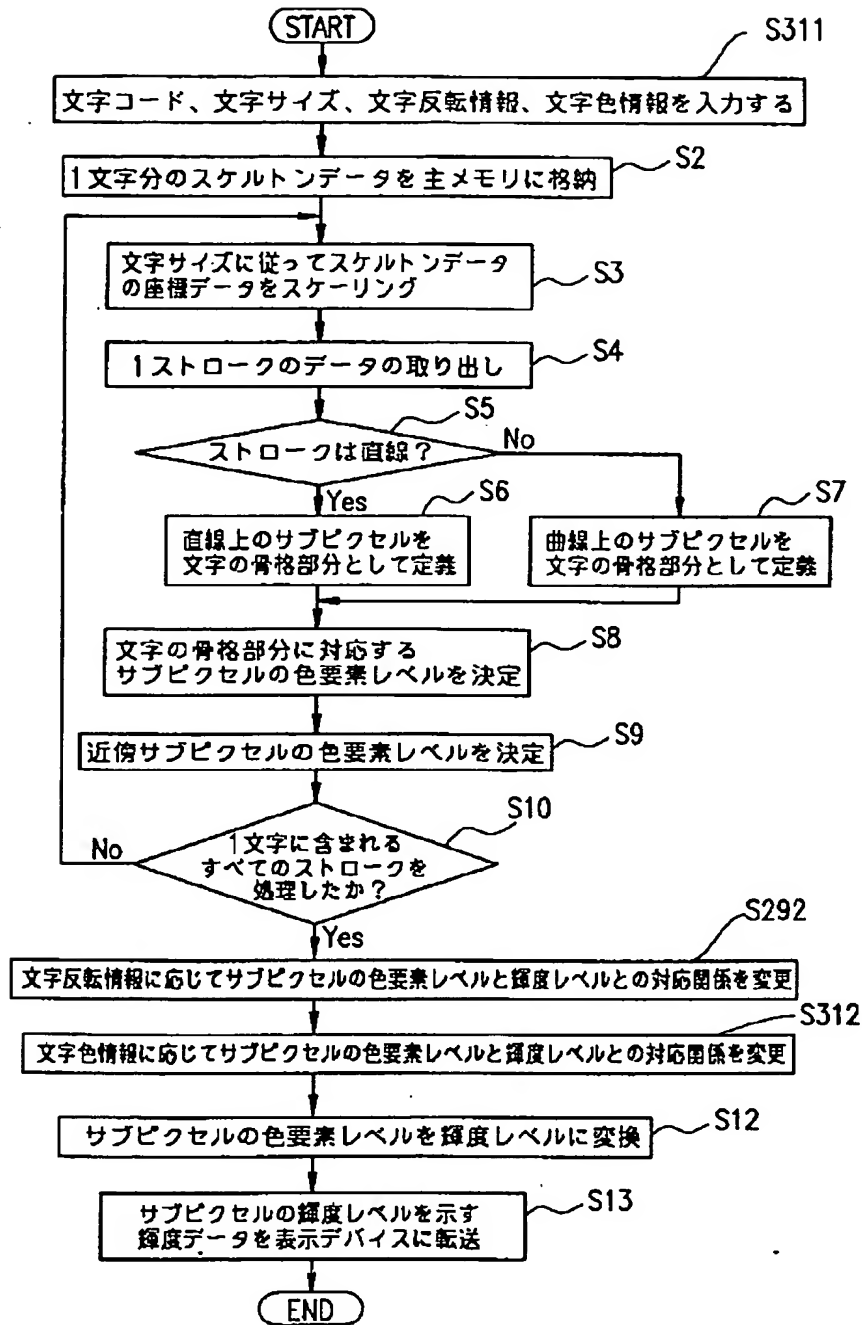 START
S311
文字コード、文字サイズ、文字反転情報、文字色情報を入力する
S2
1文字分のスケルトンデータを主メモリに格納
文字サイズに従ってスケルトンデータ
の座標データをスケーリング
S3
1ストロークのデータの取り出し
S4
S5
ストロークは直線？
No
Yes
S6
S7
直線上のサブピクセルを
文字の骨格部分として定義
曲線上のサブピクセルを
文字の骨格部分として定義
文字の骨格部分に対応する
サブピクセルの色要素レベルを決定
S8
近傍サブピクセルの色要素レベルを決定
S9
1文字に含まれる
すべてのストロークを
処理したか？
S10
No
Yes
S292
文字反転情報に応じてサブピクセルの色要素レベルと輝度レベルとの対応関係を変更
S312
文字色情報に応じてサブピクセルの色要素レベルと輝度レベルとの対応関係を変更
S12
サブピクセルの色要素レベルを輝度レベルに変換
サブピクセルの輝度レベルを示す
輝度データを表示デバイスに転送
S13
END